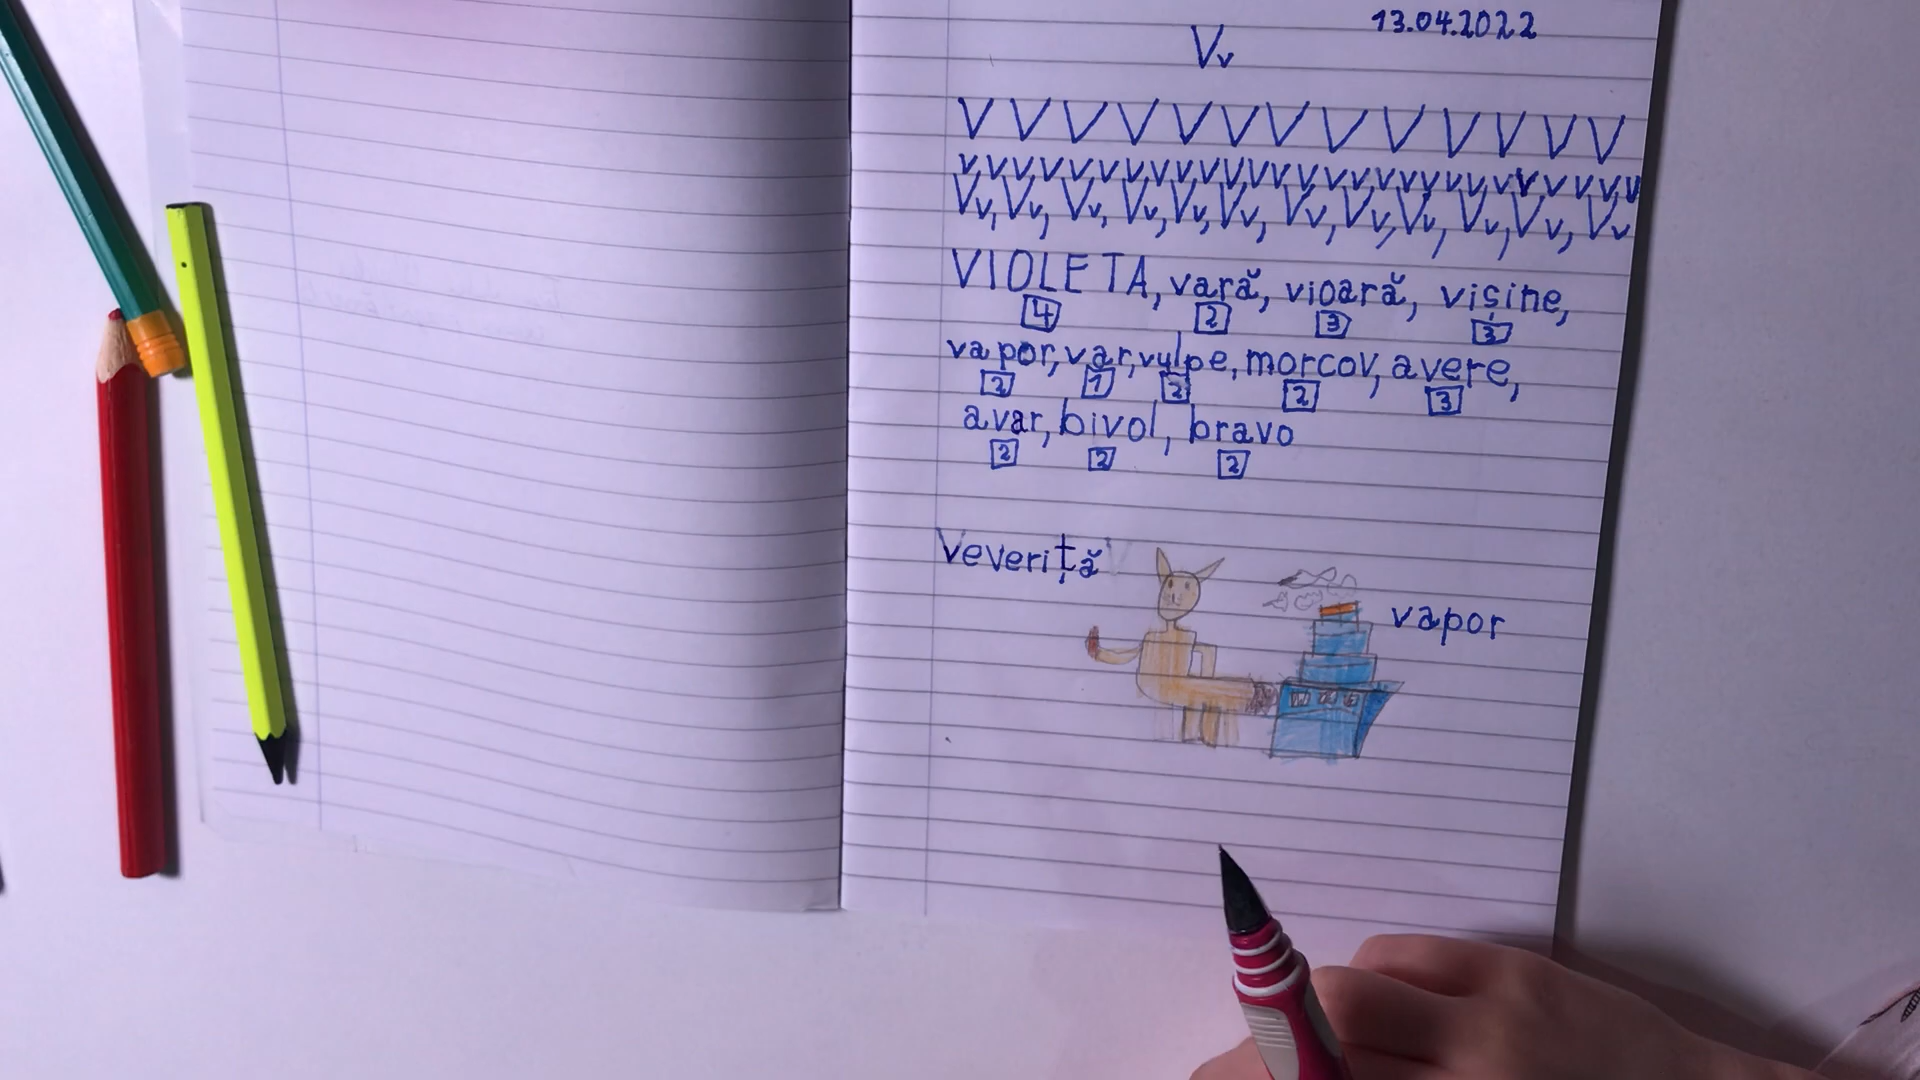 13.04.2022
Vv
V V V V V V V V V V V V V
v, v, v, v, v, v, v, v, v, v, v, v, v, v, v, v, v, v, v, v, v, v, v, v, v
Vv, Vv, Vv, Vv, Vv, Vv, Vv, Vv, Vv, Vv, Vv, Vv
VIOLETA, vară, vioară, vișine,
4 2 3 3
vapor, var, vulpe, morcov, avere,
2 1 2 2 3
avar, bivol, bravo
2 2 2
Veveriță
vapor